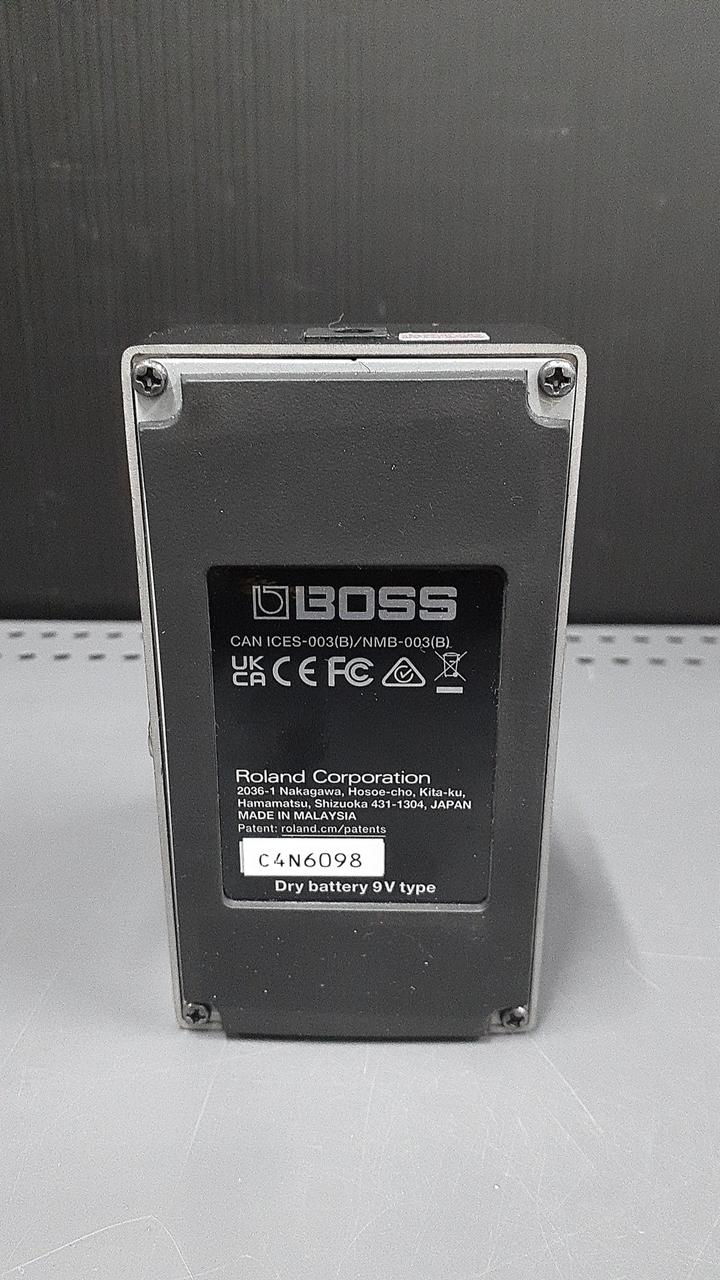 BOSS
CAN ICES-003(B)/NMB-003(B)
UK CA CE FC
Roland Corporation
2036-1 Nakagawa, Hosoe-cho, Kita-ku,
Hamamatsu, Shizuoka 431-1304, JAPAN
MADE IN MALAYSIA
Patent: roland.cm/patents
C4N6098
Dry battery 9V type